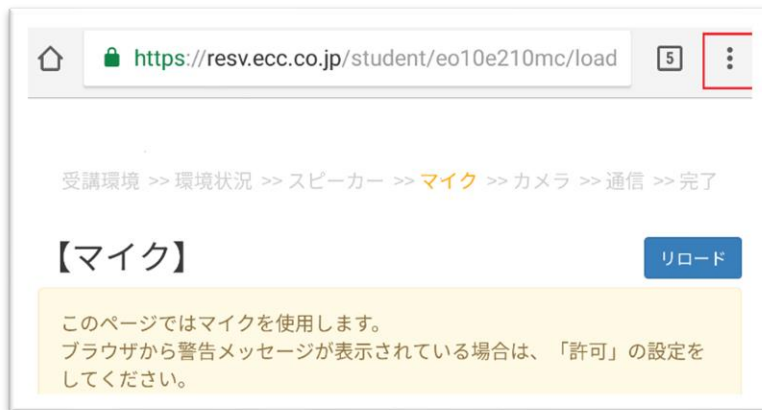 https://resv.ecc.co.jp/student/eo10e210mc/load
5
受講環境 >> 環境状況 >> スピーカー >> マイク >> カメラ >> 通信 >> 完了
【マイク】
リロード
このページではマイクを使用します。
ブラウザから警告メッセージが表示されている場合は、「許可」の設定を
してください。